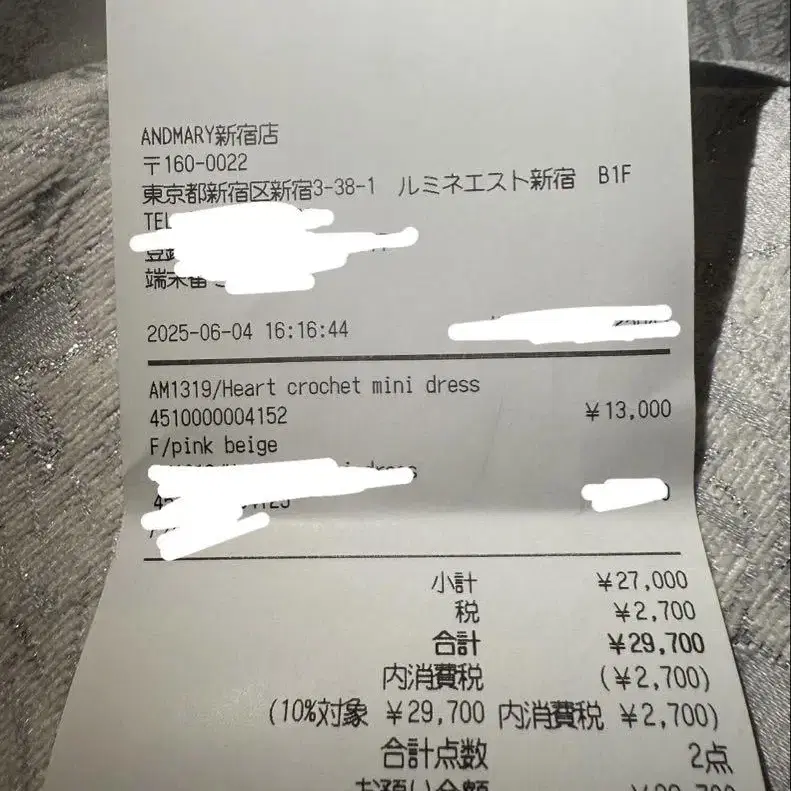 ANDMARY新宿店
〒160-0022
東京都新宿区新宿3-38-1 ルミネエスト新宿 B1F
TEL
端末番
2025-06-04 16:16:44
AM1319/Heart crochet mini dress
4510000004152 ¥13,000
F/pink beige
小計 ¥27,000
税 ¥2,700
合計 ¥29,700
内消費税 (¥2,700)
(10%対象 ¥29,700 内消費税 ¥2,700)
合計点数 2点